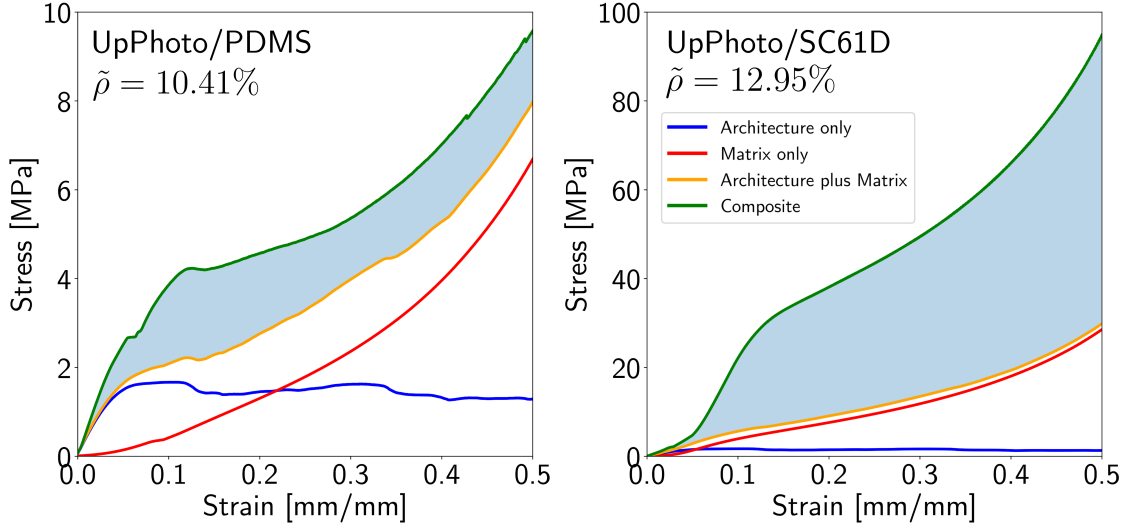 UpPhoto/PDMS
ρ̃ = 10.41%
10
8
6
4
2
0
Stress [MPa]
0.0 0.1 0.2 0.3 0.4 0.5
Strain [mm/mm]
UpPhoto/SC61D
ρ̃ = 12.95%
Architecture only
Matrix only
Architecture plus Matrix
Composite
100
80
60
40
20
0
Stress [MPa]
0.0 0.1 0.2 0.3 0.4 0.5
Strain [mm/mm]